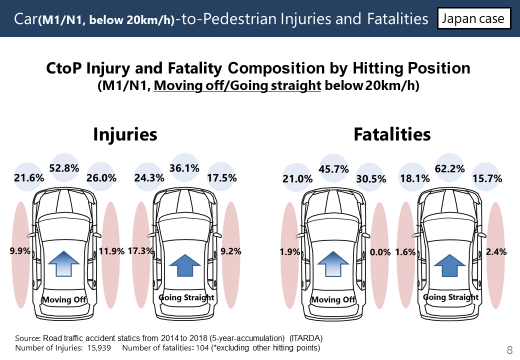 Car(M1/N1, below 20km/h)-to-Pedestrian Injuries and Fatalities
Japan case
CtoP Injury and Fatality Composition by Hitting Position
(M1/N1, Moving off/Going straight below20km/h)
Injuries
Fatalities
21.6% 52.8% 26.0% 24.3% 36.1% 17.5%
21.0% 45.7% 30.5% 18.1% 62.2% 15.7%
9.9% 11.9% 17.3% 9.2%
1.9% 0.0% 1.6% 2.4%
Moving Off Going Straight
Moving Off Going Straight
Source: Road traffic accident statics from 2014 to 2018 (5-year-accumulation) (ITARDA)
Number of Injuries: 15,939 Number of fatalities: 104 (*excluding other hitting points)
8